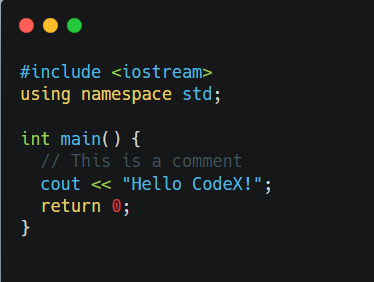 #include <iostream>
using namespace std;
int main() {
// This is a comment
cout << "Hello CodeX!";
return 0;
}